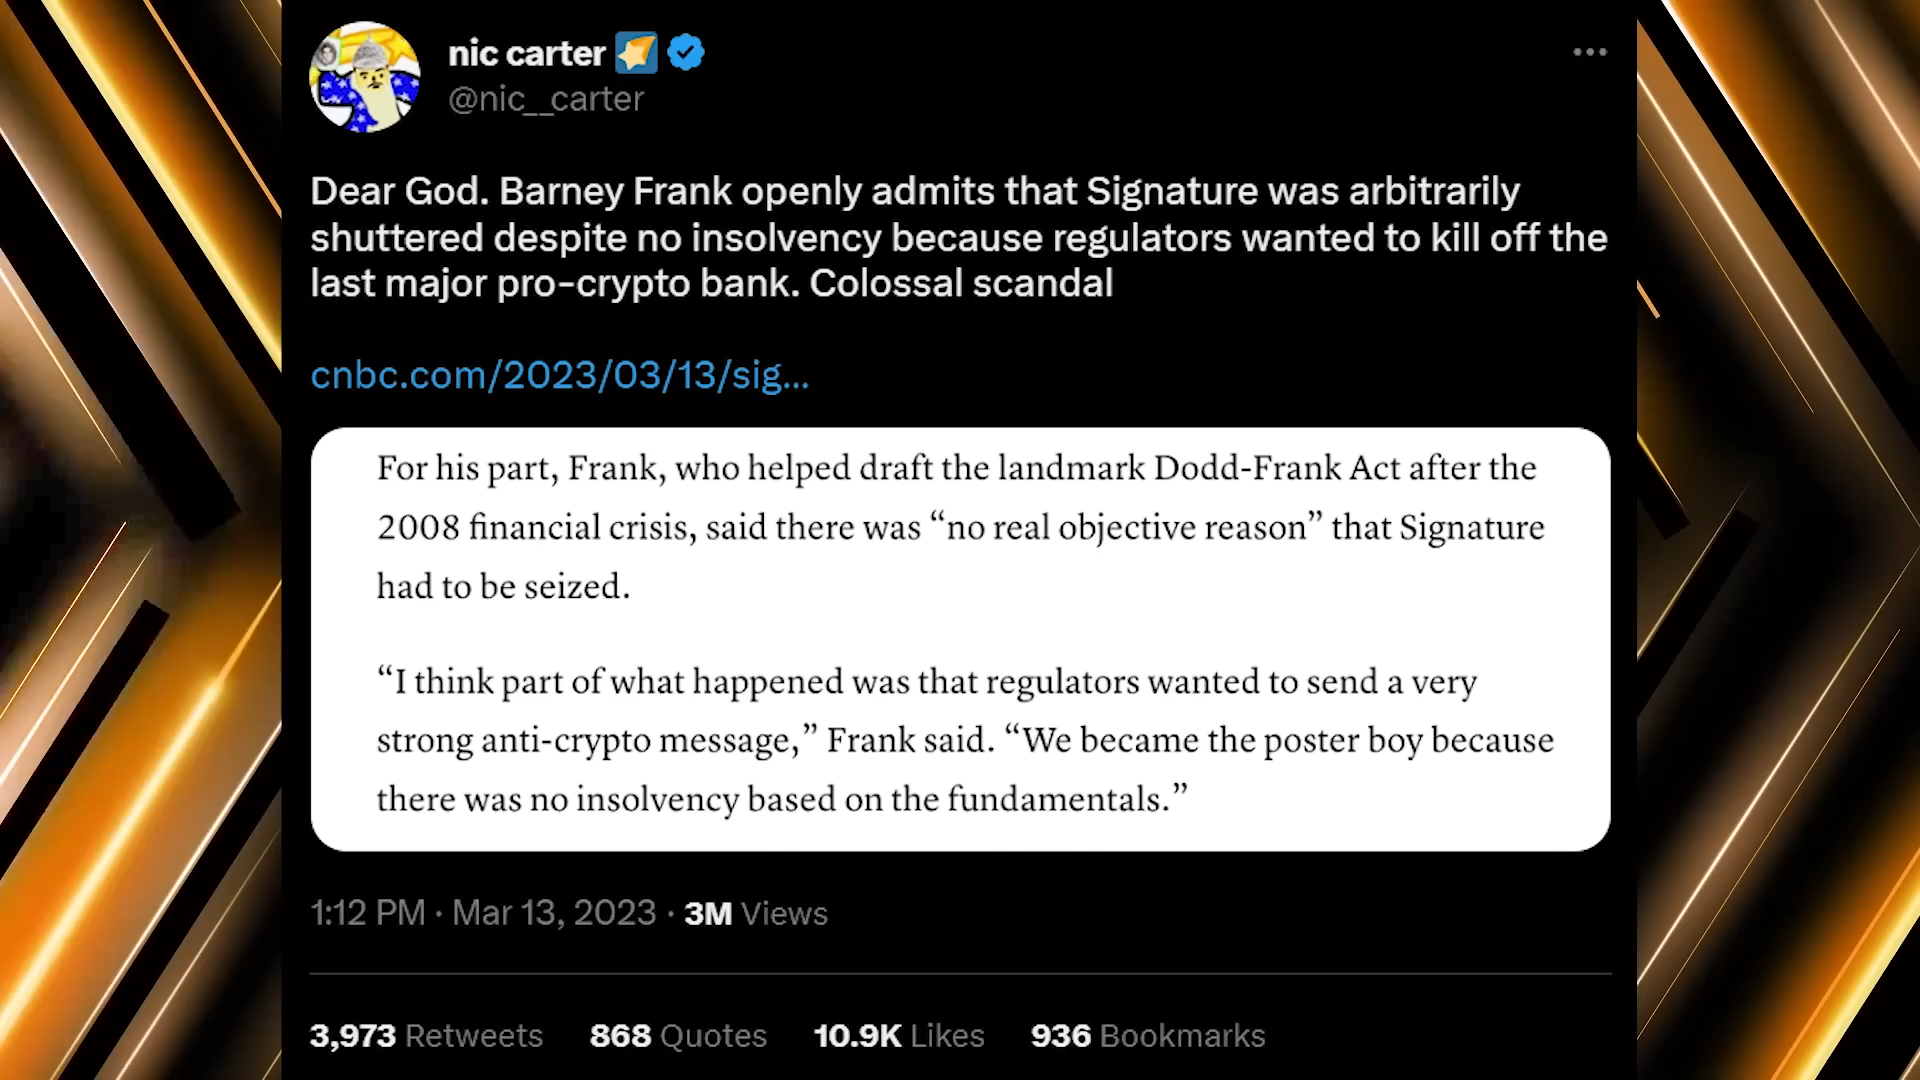 nic carter
@nic__carter
Dear God. Barney Frank openly admits that Signature was arbitrarily
shuttered despite no insolvency because regulators wanted to kill off the
last major pro-crypto bank. Colossal scandal
cnbc.com/2023/03/13/sig...
For his part, Frank, who helped draft the landmark Dodd-Frank Act after the
2008 financial crisis, said there was “no real objective reason” that Signature
had to be seized.
“I think part of what happened was that regulators wanted to send a very
strong anti-crypto message,” Frank said. “We became the poster boy because
there was no insolvency based on the fundamentals.”
1:12 PM · Mar 13, 2023 · 3M Views
3,973 Retweets 868 Quotes 10.9K Likes 936 Bookmarks